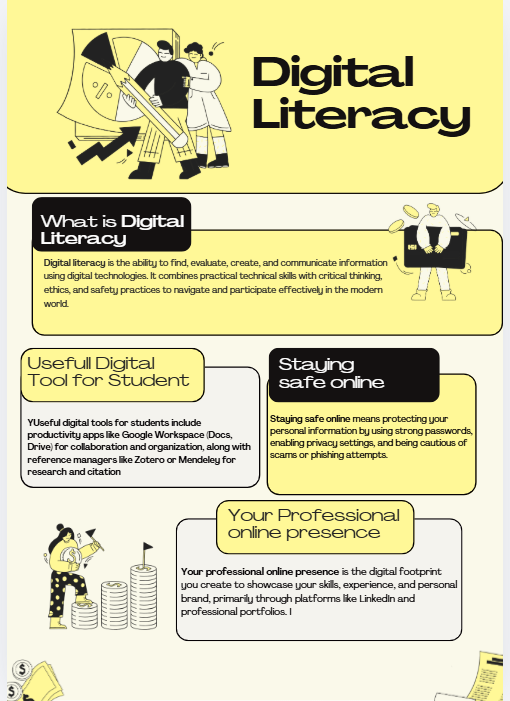 Digital
Literacy
What is Digital
Literacy
Digital literacy is the ability to find, evaluate, create, and communicate information
using digital technologies. It combines practical technical skills with critical thinking,
ethics, and safety practices to navigate and participate effectively in the modern
world.
Usefull Digital
Tool for Student
YUseful digital tools for students include
productivity apps like Google Workspace (Docs,
Drive) for collaboration and organization, along with
reference managers like Zotero or Mendeley for
research and citation
Staying
safe online
Staying safe online means protecting your
personal information by using strong passwords,
enabling privacy settings, and being cautious of
scams or phishing attempts.
Your Professional
online presence
Your professional online presence is the digital footprint
you create to showcase your skills, experience, and personal
brand, primarily through platforms like LinkedIn and
professional portfolios. I